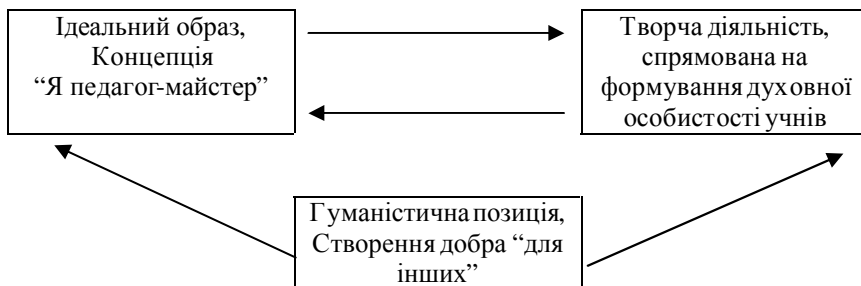 Ідеальний образ,
Концепція
“Я педагог-майстер”
Творча діяльність,
спрямована на
формування духовної
особистості учнів
Гуманістична позиція,
Створення добра “для
інших”